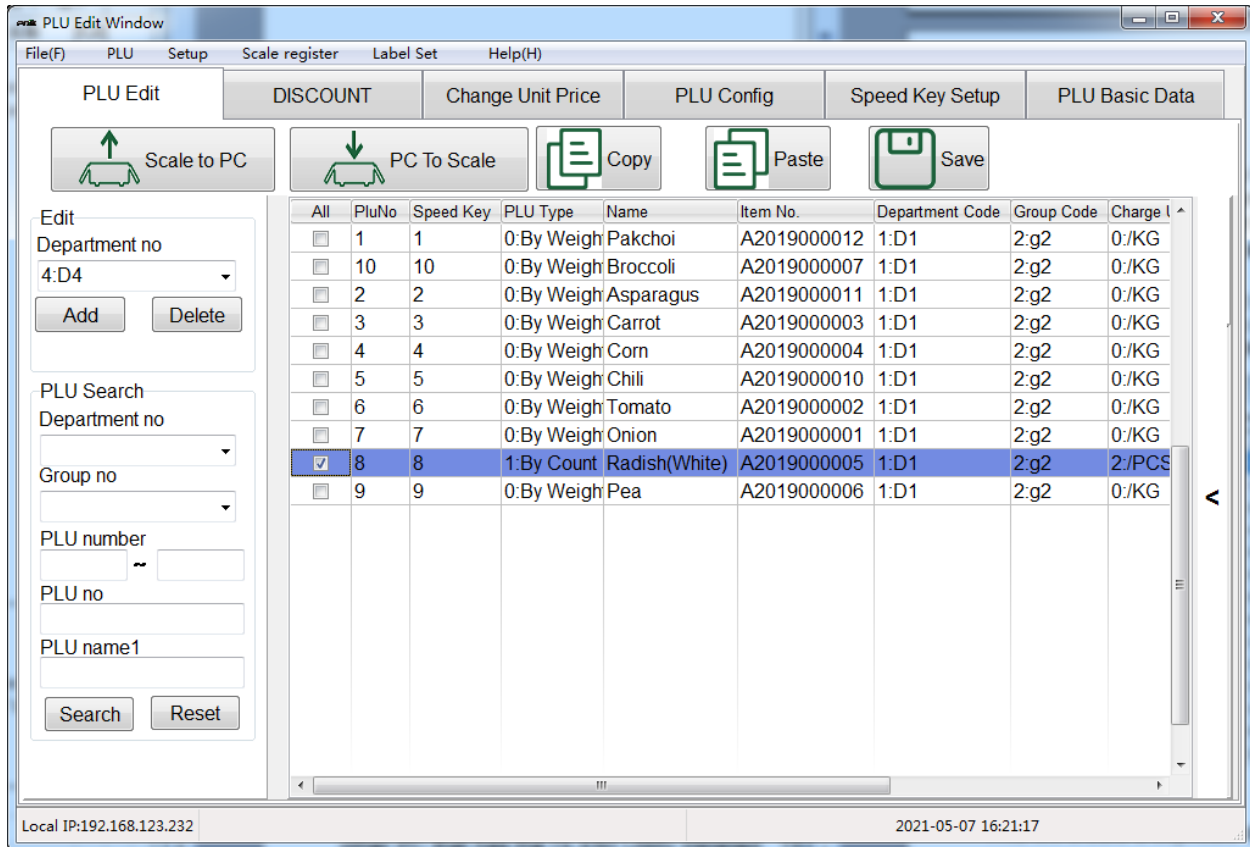 PLU Edit Window
File(F) PLU Setup Scale register Label Set Help(H)
PLU Edit DISCOUNT Change Unit Price PLU Config Speed Key Setup PLU Basic Data
Scale to PC PC To Scale Copy Paste Save
Edit
Department no
4:D4
Add Delete
PLU Search
Department no
Group no
PLU number
~
PLU no
PLU name1
Search Reset
All PluNo Speed Key PLU Type Name Item No. Department Code Group Code Charge
1 1 0:By Weigh Pakchoi A2019000012 1:D1 2:g2 0:/KG
10 10 0:By Weigh Broccoli A2019000007 1:D1 2:g2 0:/KG
2 2 0:By Weigh Asparagus A2019000011 1:D1 2:g2 0:/KG
3 3 0:By Weigh Carrot A2019000003 1:D1 2:g2 0:/KG
4 4 0:By Weigh Corn A2019000004 1:D1 2:g2 0:/KG
5 5 0:By Weigh Chili A2019000010 1:D1 2:g2 0:/KG
6 6 0:By Weigh Tomato A2019000002 1:D1 2:g2 0:/KG
7 7 0:By Weigh Onion A2019000001 1:D1 2:g2 0:/KG
8 8 1:By Count Radish(White) A2019000005 1:D1 2:g2 2:/PCS
9 9 0:By Weigh Pea A2019000006 1:D1 2:g2 0:/KG
<
Local IP:192.168.123.232 2021-05-07 16:21:17